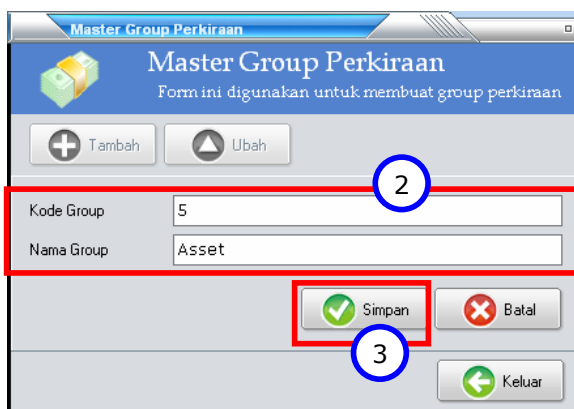 Master Group Perkiraan
Master Group Perkiraan
Form ini digunakan untuk membuat group perkiraan
Tambah Ubah
2
Kode Group 5
Nama Group Asset
Simpan Batal
3
Keluar